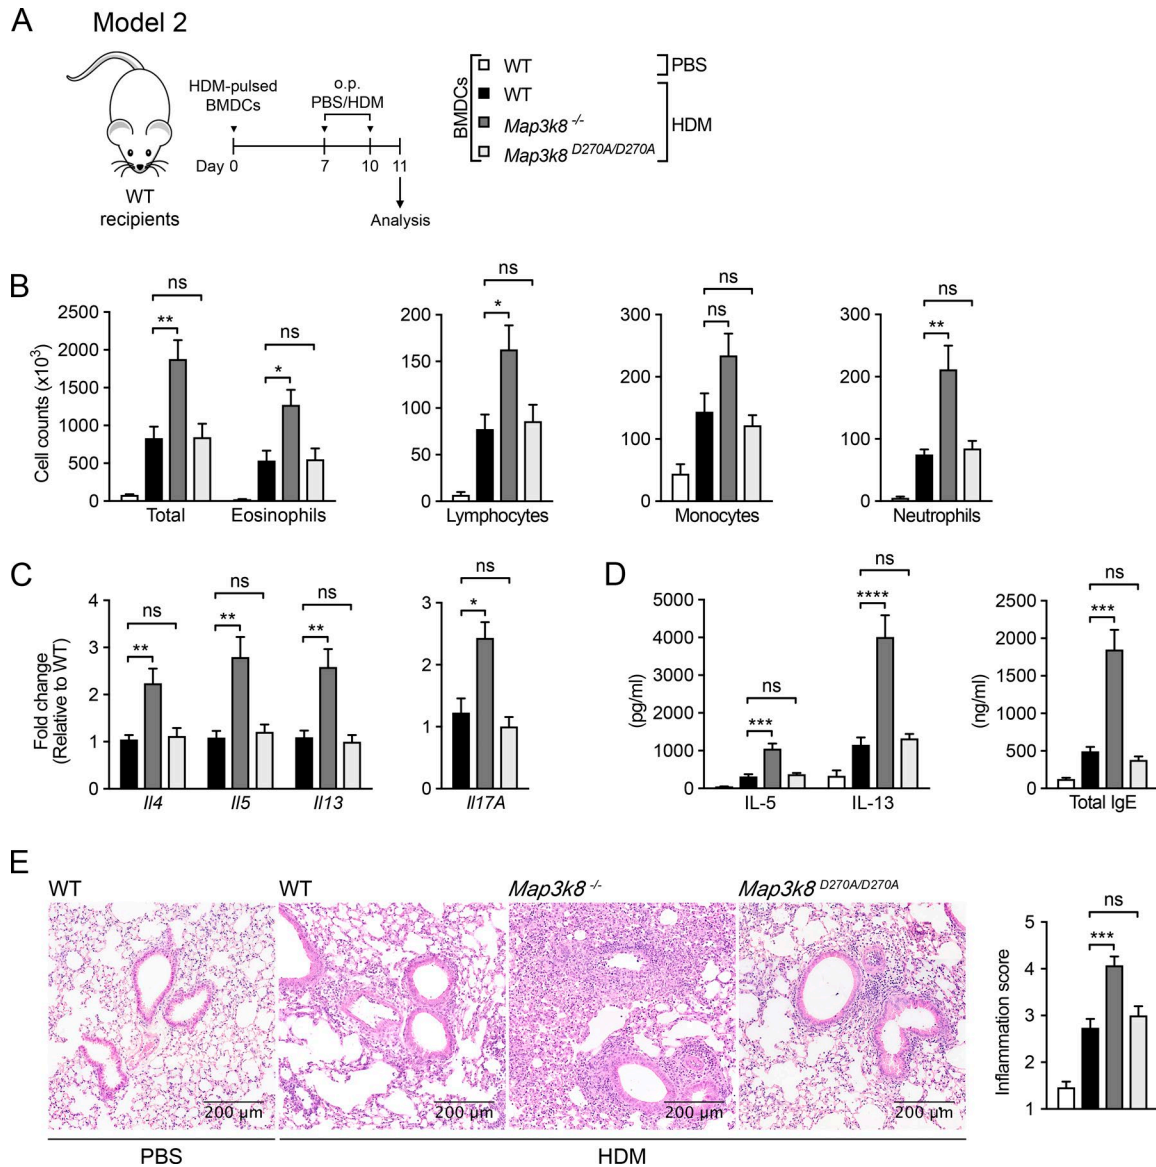 A
Model 2
HDM-pulsed
BMDCs
o.p.
PBS/HDM
Day 0
7
10
11
Analysis
WT
recipients
BMDCs
WT
WT
Map3k8 -/-
Map3k8 D270A/D270A
PBS
HDM
B
Cell counts (x10³)
2500
2000
1500
1000
500
0
ns
**
ns
*
Total
Eosinophils
200
150
100
50
0
ns
*
Lymphocytes
300
200
100
0
ns
ns
Monocytes
300
200
100
0
ns
**
Neutrophils
C
Fold change
(Relative to WT)
4
3
2
1
0
ns
**
ns
**
ns
**
Il4
Il5
Il13
3
2
1
0
ns
*
Il17A
D
(pg/ml)
5000
4000
3000
2000
1000
0
ns
***
ns
****
IL-5
IL-13
(ng/ml)
2500
2000
1500
1000
500
0
ns
***
Total IgE
E
WT
WT
Map3k8 -/-
Map3k8 D270A/D270A
200 µm
200 µm
200 µm
200 µm
PBS
HDM
Inflammation score
5
4
3
2
1
ns
***